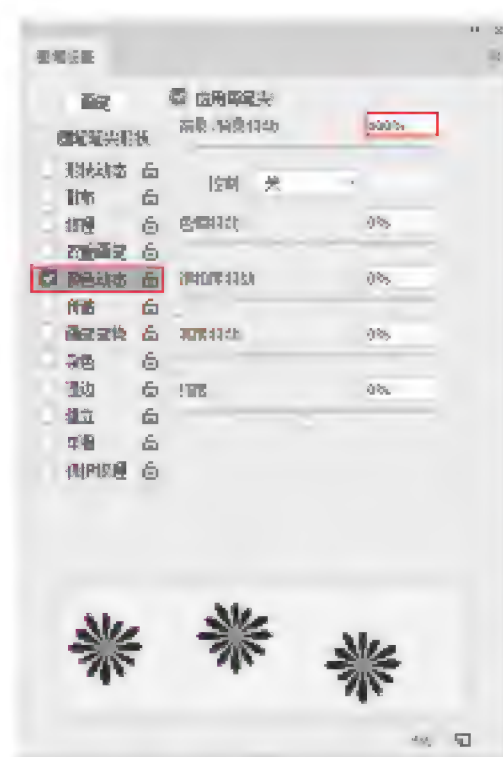 画笔设置
画笔
应用每笔尖
前景/背景抖动
画笔笔尖形状
形状动态
控制 关
散布
纹理
色相抖动 0%
双重画笔
颜色动态
饱和度抖动 0%
传递
画笔笔势
亮度抖动 0%
杂色
湿边
纯度 0%
建立
平滑
保护纹理